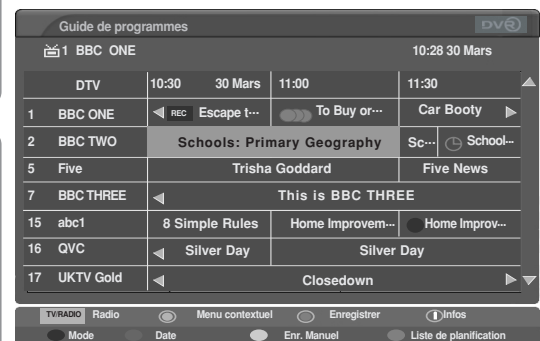 Guide de programmes DVR
1 BBC ONE 10:28 30 Mars
DTV 10:30 30 Mars 11:00 11:30
1 BBC ONE REC Escape t··· To Buy or··· Car Booty
2 BBC TWO Schools: Primary Geography Sc··· School···
5 Five Trisha Goddard Five News
7 BBC THREE This is BBC THREE
15 abc1 8 Simple Rules Home Improvem··· Home Improv···
16 QVC Silver Day Silver Day
17 UKTV Gold Closedown
TV/RADIO Radio Menu contextuel Enregistrer Infos
Mode Date Enr. Manuel Liste de planification